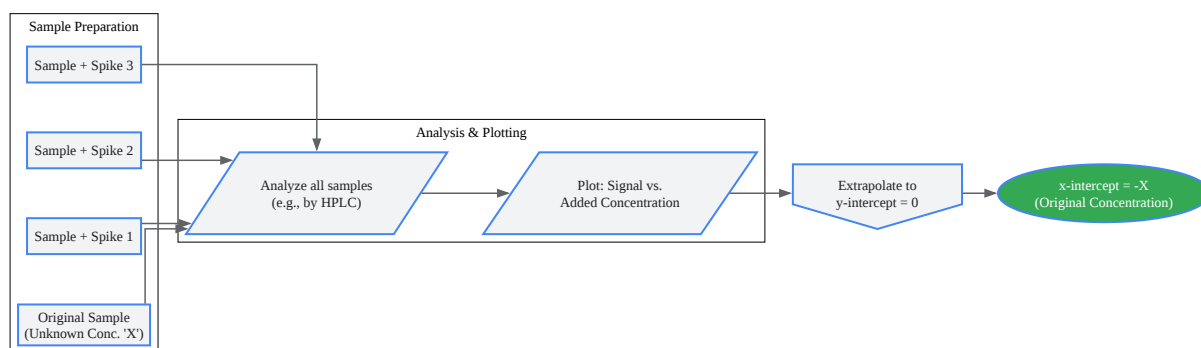 Sample Preparation
Sample + Spike 3
Sample + Spike 2
Sample + Spike 1
Original Sample
(Unknown Conc. 'X')
Analysis & Plotting
Analyze all samples
(e.g., by HPLC)
Plot: Signal vs.
Added Concentration
Extrapolate to
y-intercept = 0
x-intercept = -X
(Original Concentration)